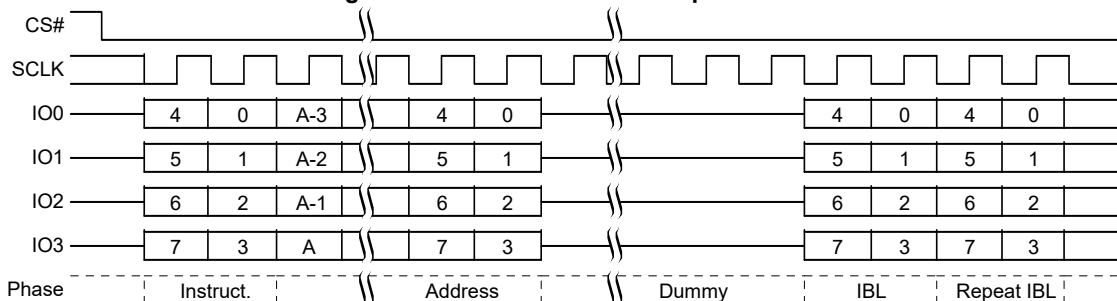 CS#
SCLK
IO0 4 0 A-3 4 0 4 0 4 0
IO1 5 1 A-2 5 1 5 1 5 1
IO2 6 2 A-1 6 2 6 2 6 2
IO3 7 3 A 7 3 7 3 7 3
Phase Instruct. Address Dummy IBL Repeat IBL